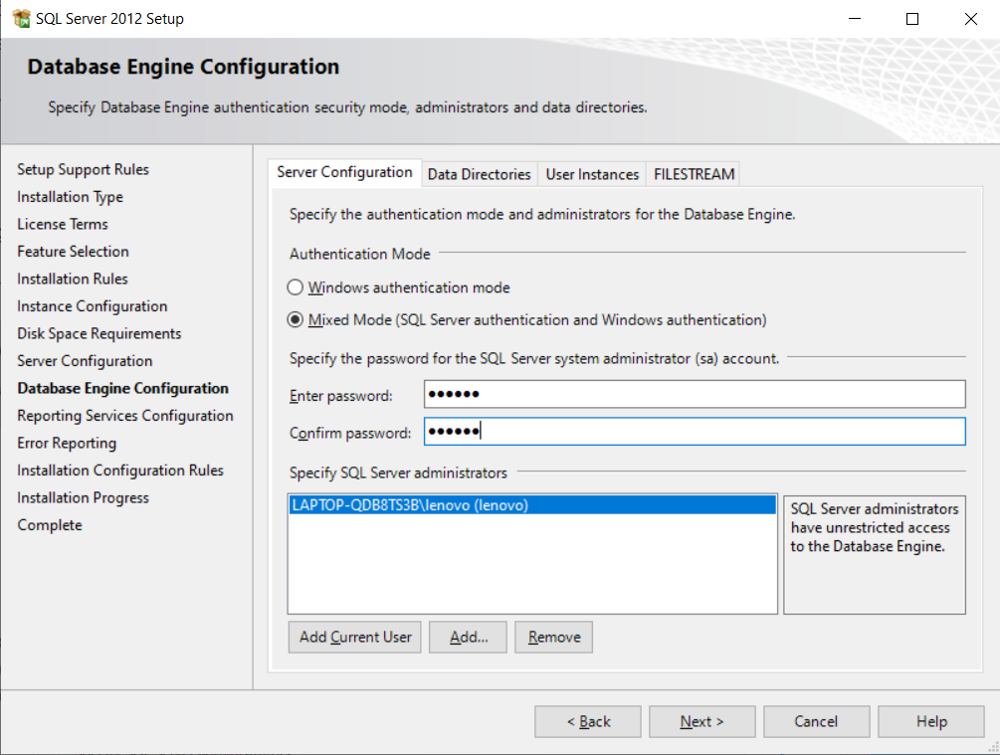 SQL Server 2012 Setup
Database Engine Configuration
Specify Database Engine authentication security mode, administrators and data directories.
Setup Support Rules
Installation Type
License Terms
Feature Selection
Installation Rules
Instance Configuration
Disk Space Requirements
Server Configuration
Database Engine Configuration
Reporting Services Configuration
Error Reporting
Installation Configuration Rules
Installation Progress
Complete
Server Configuration Data Directories User Instances FILESTREAM
Specify the authentication mode and administrators for the Database Engine.
Authentication Mode
Windows authentication mode
Mixed Mode (SQL Server authentication and Windows authentication)
Specify the password for the SQL Server system administrator (sa) account.
Enter password: ●●●●●●
Confirm password: ●●●●●●
Specify SQL Server administrators
LAPTOP-QDB8TS3B\lenovo (lenovo)
SQL Server administrators
have unrestricted access
to the Database Engine.
Add Current User Add... Remove
< Back Next > Cancel Help